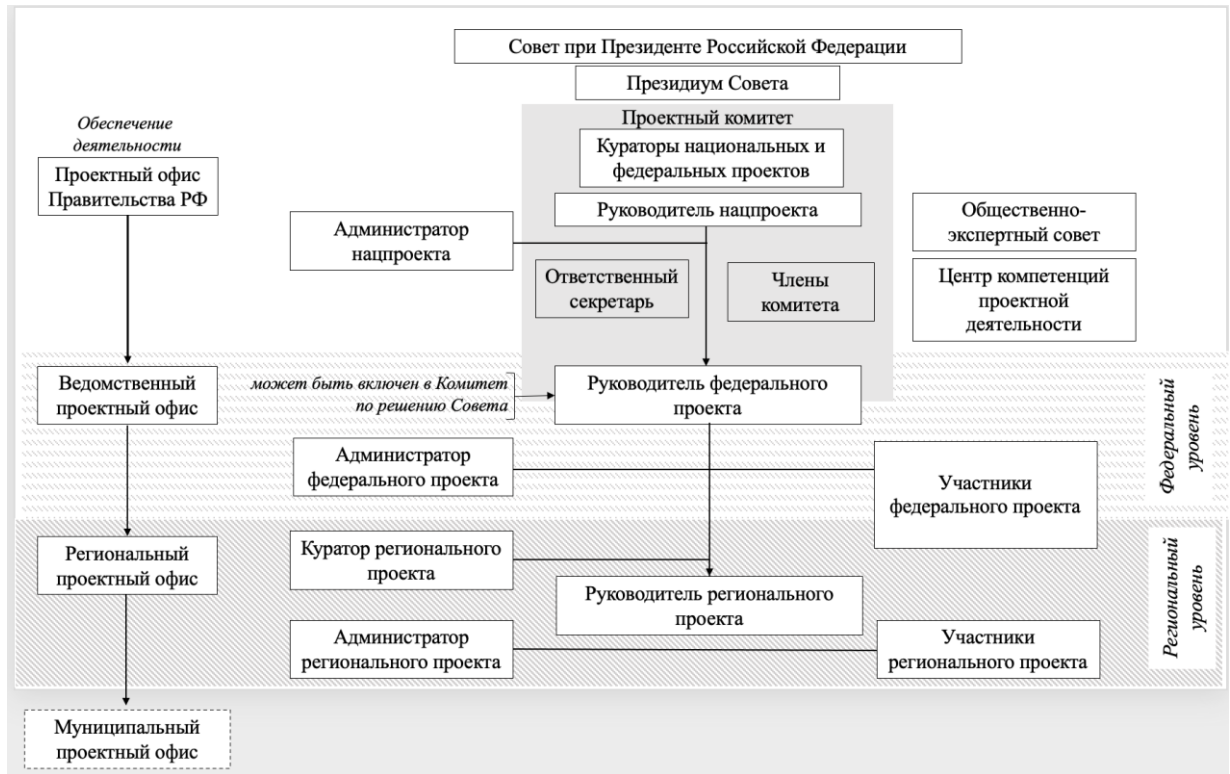 Совет при Президенте Российской Федерации
Президиум Совета
Проектный комитет
Кураторы национальных и
федеральных проектов
Руководитель нацпроекта
Обеспечение
деятельности
Проектный офис
Правительства РФ
Администратор
нацпроекта
Ответственный
секретарь
Члены
комитета
Общественно-
экспертный совет
Центр компетенций
проектной
деятельности
Ведомственный
проектный офис
может быть включен в Комитет
по решению Совета
Руководитель федерального
проекта
Администратор
федерального проекта
Участники
федерального проекта
Федеральный
уровень
Региональный
проектный офис
Куратор регионального
проекта
Руководитель регионального
проекта
Администратор
регионального проекта
Участники
регионального проекта
Региональный
уровень
Муниципальный
проектный офис